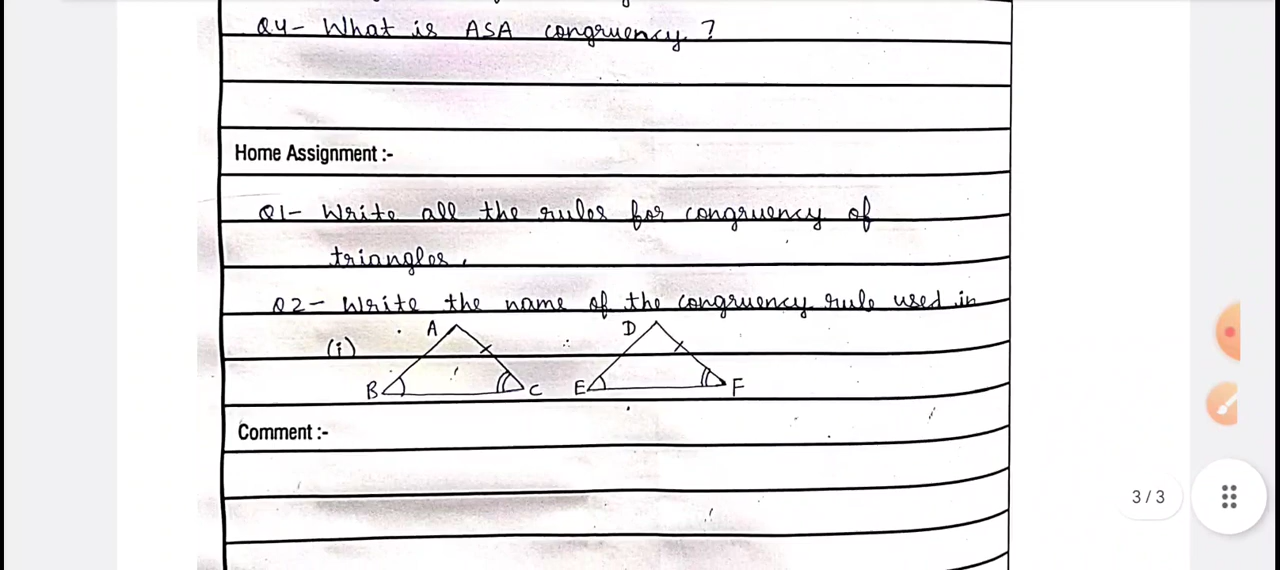 Q4- What is ASA congruency ?
Home Assignment :-
Q1- Write all the rules for congruency of
triangles.
Q2- Write the name of the congruency rule used in
(i)
A
D
B
C
E
F
Comment :-
3 / 3